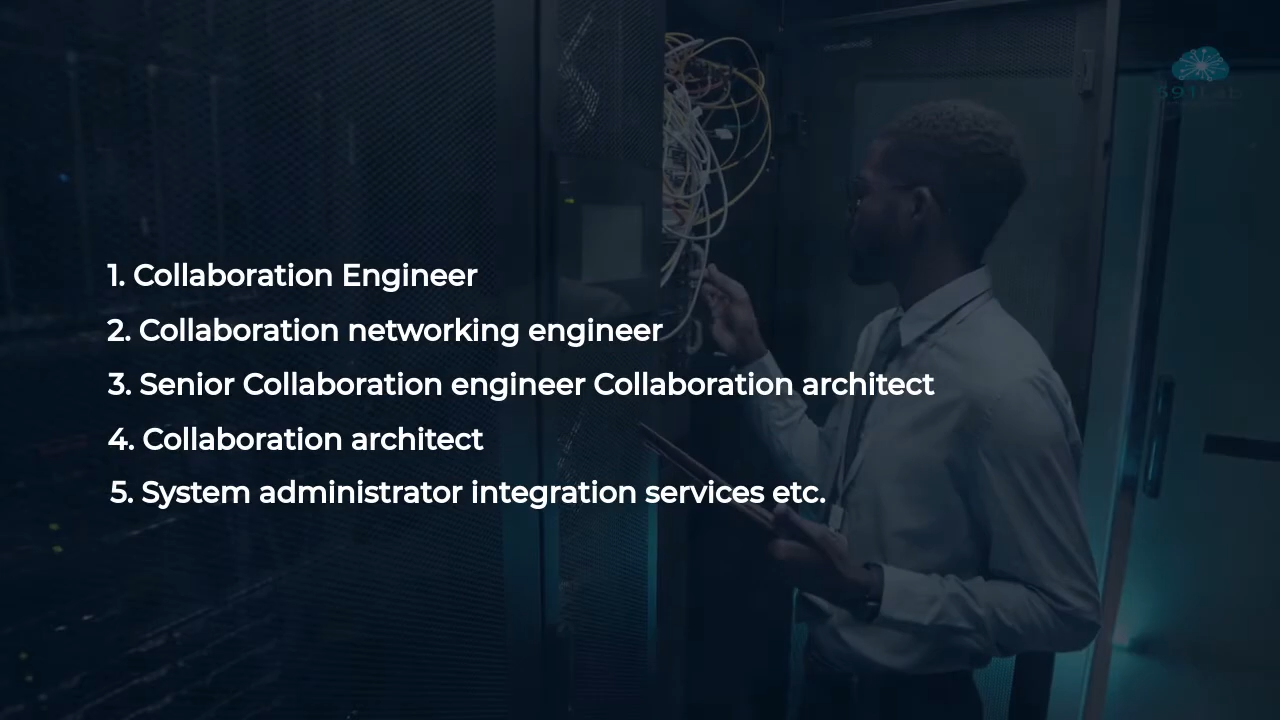 591Lab
1. Collaboration Engineer
2. Collaboration networking engineer
3. Senior Collaboration engineer Collaboration architect
4. Collaboration architect
5. System administrator integration services etc.